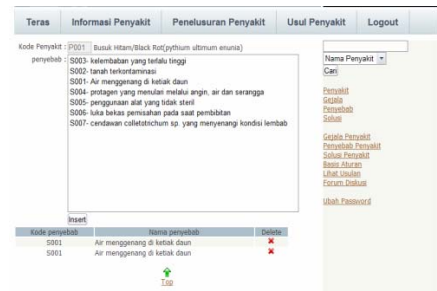 Teras Informasi Penyakit Penelusuran Penyakit Usul Penyakit Logout
Kode Penyakit : P001 Busuk Hitam/Black Rot(pythium ultimum enunia)
penyebab :
S003- kelembaban yang terlalu tinggi
S002- tanah terkontaminasi
S001- Air menggenang di ketiak daun
S004- protagen yang menulari melalui angin, air dan serangga
S005- penggunaan alat yang tidak steril
S006- luka bekas pemisahan pada saat pembibitan
S007- cendawan colletotrichum sp. yang menyenangi kondisi lembab
Insert
Kode penyebab Nama penyebab Delete
S001 Air menggenang di ketiak daun
S001 Air menggenang di ketiak daun
Top
Nama Penyakit
Cari
Penyakit
Gejala
Penyebab
Solusi
Gejala Penyakit
Penyebab Penyakit
Solusi Penyakit
Basis Aturan
Lihat Usulan
Forum Diskusi
Ubah Password